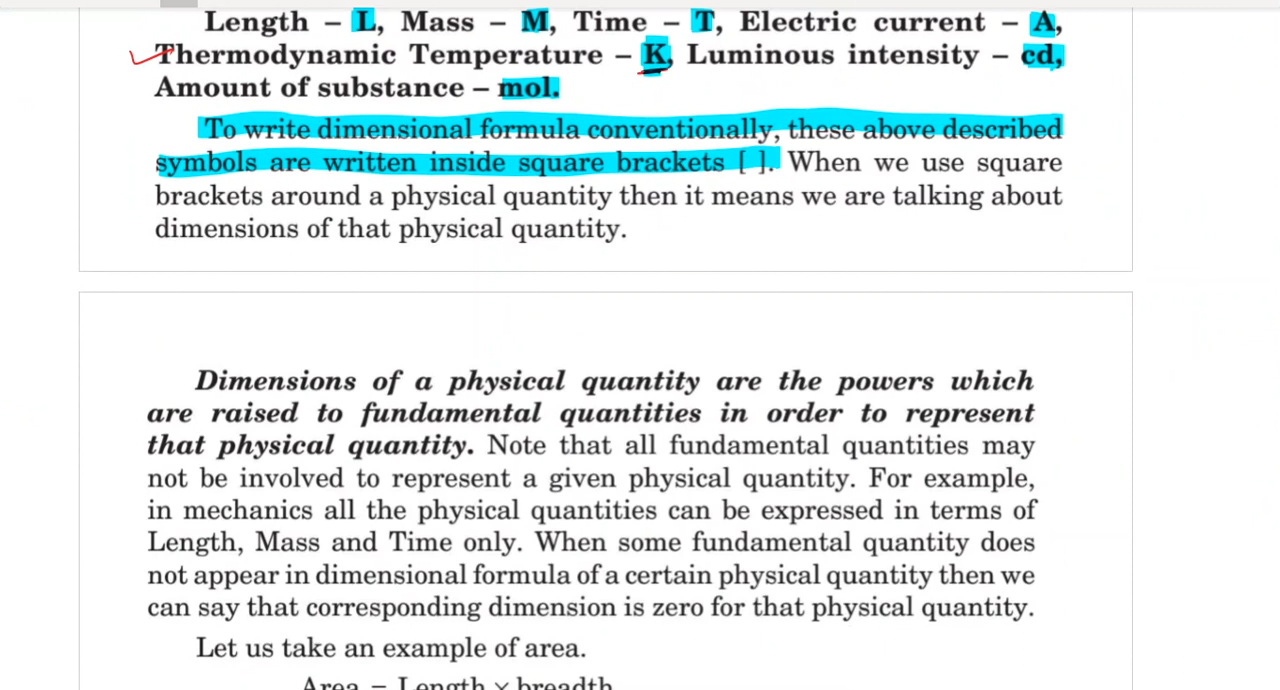 Length – L, Mass – M, Time – T, Electric current – A,
Thermodynamic Temperature – K, Luminous intensity – cd,
Amount of substance – mol.
To write dimensional formula conventionally, these above described
symbols are written inside square brackets [ ]. When we use square
brackets around a physical quantity then it means we are talking about
dimensions of that physical quantity.
Dimensions of a physical quantity are the powers which
are raised to fundamental quantities in order to represent
that physical quantity. Note that all fundamental quantities may
not be involved to represent a given physical quantity. For example,
in mechanics all the physical quantities can be expressed in terms of
Length, Mass and Time only. When some fundamental quantity does
not appear in dimensional formula of a certain physical quantity then we
can say that corresponding dimension is zero for that physical quantity.
Let us take an example of area.
Area = Length × breadth